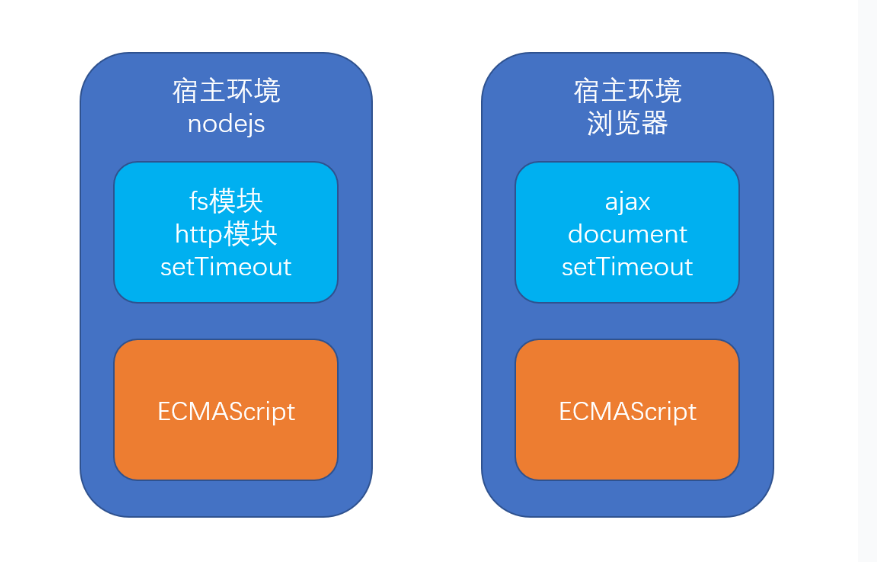 宿主环境
nodejs
fs模块
http模块
setTimeout
ECMAScript
宿主环境
浏览器
ajax
document
setTimeout
ECMAScript